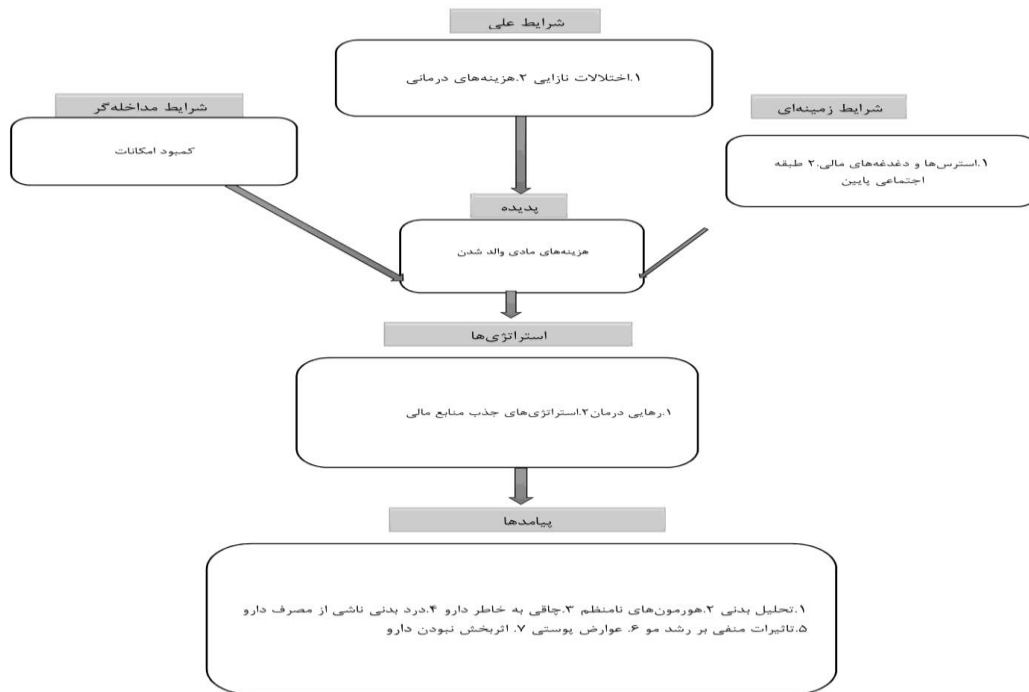 شرایط علی
۱.اختلالات نازایی ۲.هزینه‌های درمانی
شرایط زمینه‌ای
۱.استرس‌ها و دغدغه‌های مالی.۲ طبقه
اجتماعی پایین
شرایط مداخله‌گر
کمبود امکانات
پدیده
هزینه‌های مادی والد شدن
استراتژی‌ها
۱.رهایی درمان۲.استراتژی‌های جذب منابع مالی
پیامدها
۱.تحلیل بدنی ۲.هورمون‌های نامنظم ۳.چاقی به خاطر دارو ۴.درد بدنی ناشی از مصرف دارو
۵.تاثیرات منفی بر رشد مو ۶. عوارض پوستی ۷. اثربخش نبودن دارو